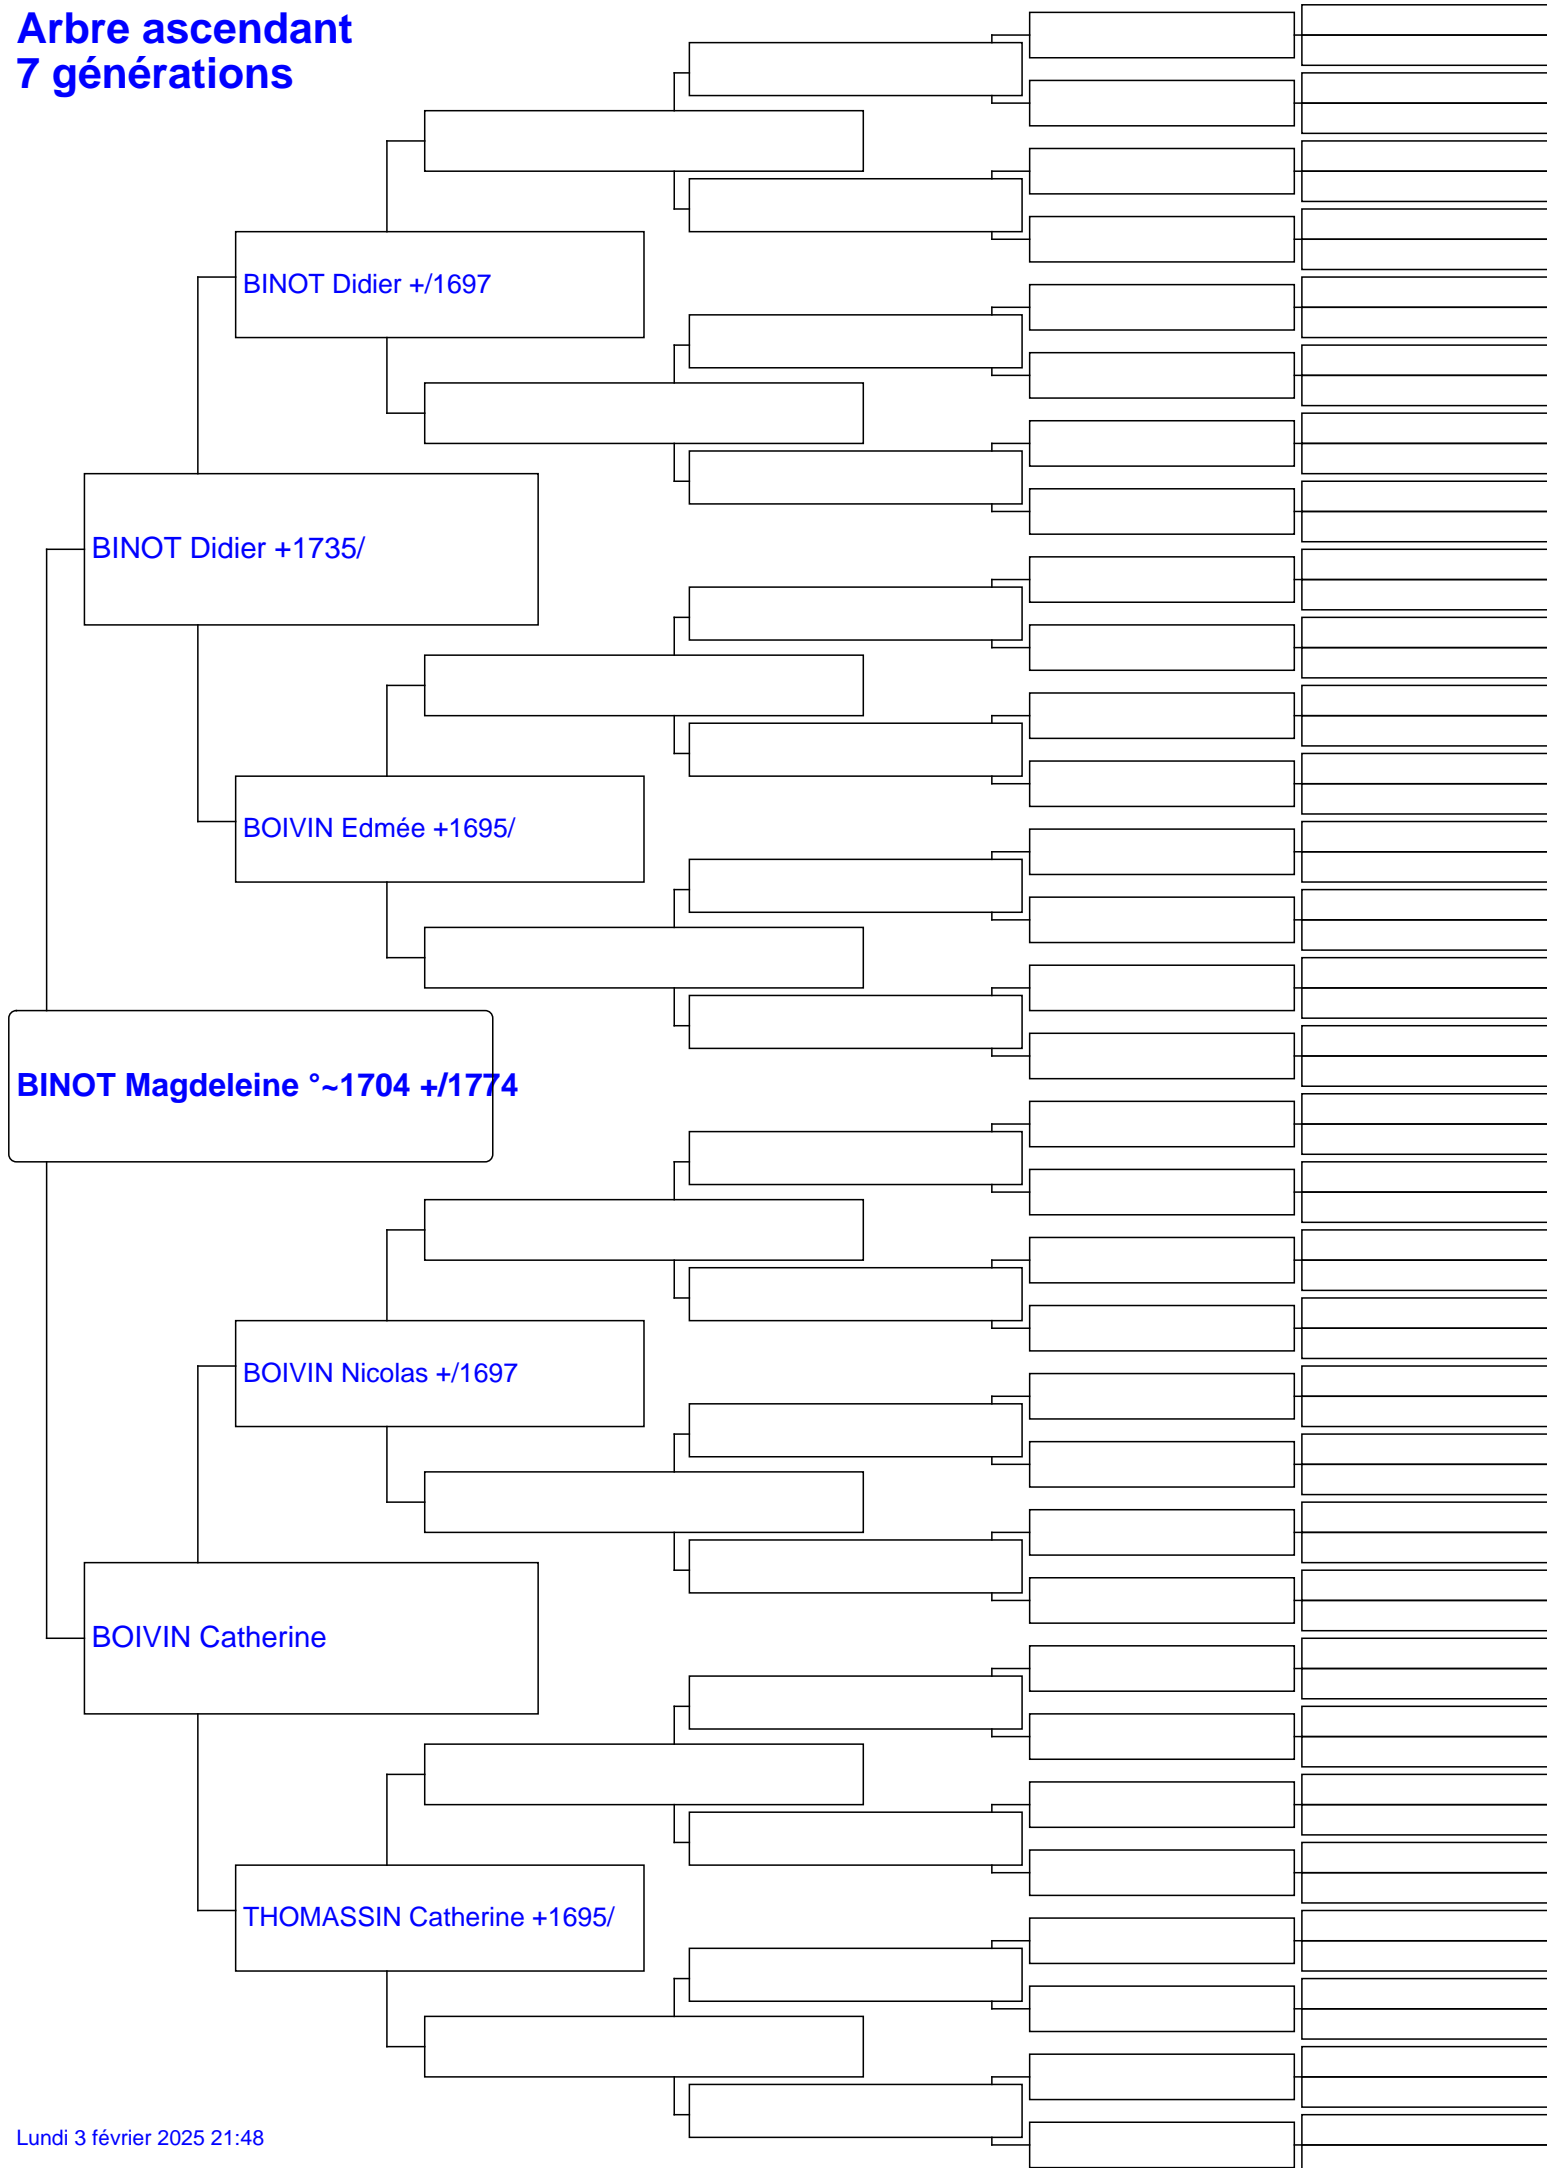 Arbre ascendant
7 générations
BINOT Didier +/1697
BINOT Didier +1735/
BOIVIN Edmée +1695/
BINOT Magdeleine °~1704 +/1774
BOIVIN Nicolas +/1697
BOIVIN Catherine
THOMASSIN Catherine +1695/
Lundi 3 février 2025 21:48